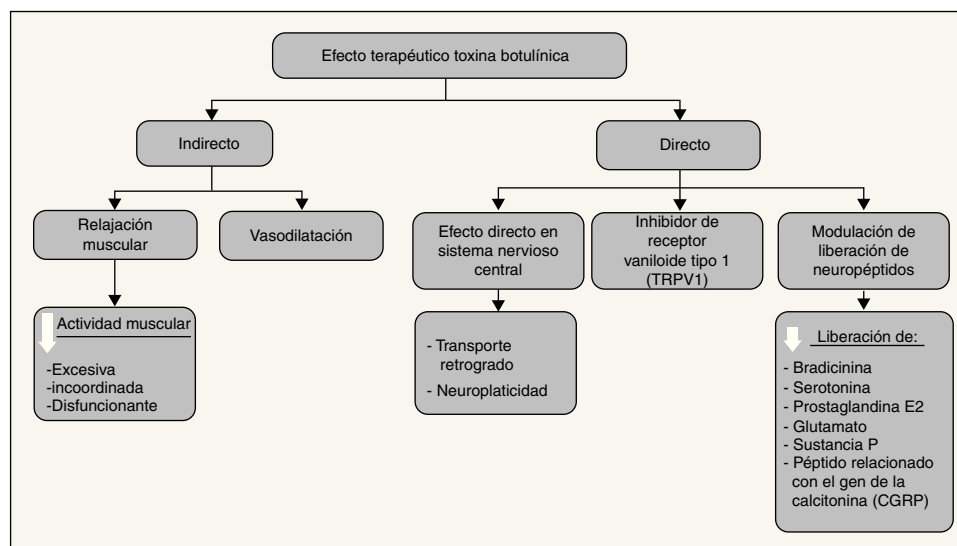 Efecto terapéutico toxina botulínica
Indirecto
Directo
Relajación
muscular
Vasodilatación
Efecto directo en
sistema nervioso
central
Inhibidor de
receptor
vaniloide tipo 1
(TRPV1)
Modulación de
liberación de
neuropéptidos
Actividad muscular
-Excesiva
-incoordinada
-Disfuncionante
- Transporte
retrogrado
- Neuroplaticidad
Liberación de:
- Bradicinina
- Serotonina
- Prostaglandina E2
- Glutamato
- Sustancia P
- Péptido relacionado
con el gen de la
calcitonina (CGRP)